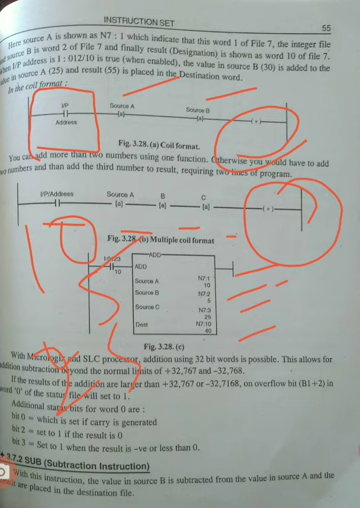 INSTRUCTION SET
55
Here source A is shown as N7 : 1 which indicate that this word 1 of File 7, the integer file
source B is word 2 of File 7 and finally result (Designation) is shown as word 10 of file 7.
I/P address is 1 : 012/10 is true (when enabled), the value in source B (30) is added to the
value in source A (25) and result (55) is placed in the Destination word.
In the coil format :
I/P
Address
Source A
[a]
Source B
(+)
Fig. 3.28. (a) Coil format.
You can add more than two numbers using one function. Otherwise you would have to add
two numbers and than add the third number to result, requiring two lines of program.
I/P/Address
Source A
B
C
[a]
[a]
[a]
(+)
Fig. 3.28 (b) Multiple coil format
10
ADD
ADD
Source A
N7:1
10
Source B
N7:2
5
Source C
N7:3
25
Dest
N7:10
40
Fig. 3.28. (c)
With Micrologix and SLC processor, addition using 32 bit words is possible. This allows for
addition subtraction beyond the normal limits of +32,767 and –32,768.
If the results of the addition are larger than +32,767 or –32,7168, on overflow bit (B1÷2) in
word '0' of the status file will set to 1.
Additional status bits for word 0 are :
bit 0 = which is set if carry is generated
bit 2 = set to 1 if the result is 0
bit 3 = Set to 1 when the result is –ve or less than 0.
3.7.2 SUB (Subtraction Instruction)
With this instruction, the value in source B is subtracted from the value in source A and the
result are placed in the destination file.